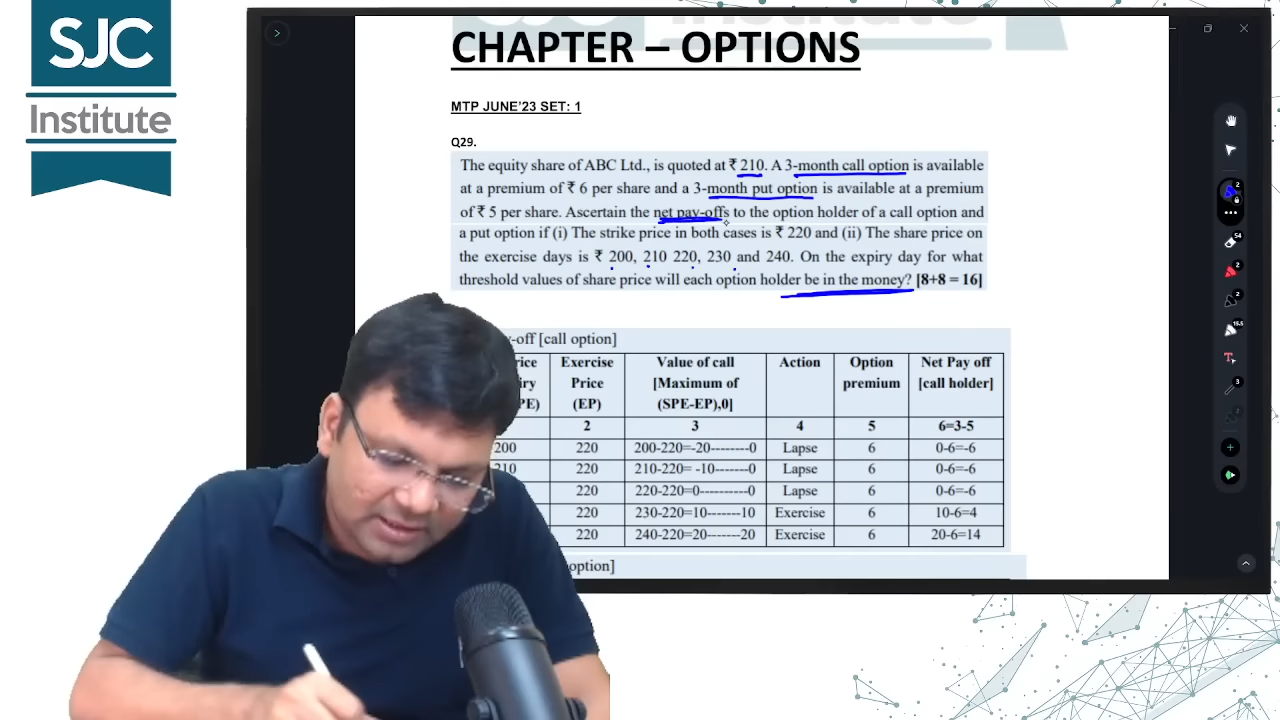 SJC
Institute
CHAPTER – OPTIONS
MTP JUNE’23 SET: 1
Q29.
The equity share of ABC Ltd., is quoted at ₹ 210. A 3-month call option is available
at a premium of ₹ 6 per share and a 3-month put option is available at a premium
of ₹ 5 per share. Ascertain the net pay-offs to the option holder of a call option and
a put option if (i) The strike price in both cases is ₹ 220 and (ii) The share price on
the exercise days is ₹ 200, 210 220, 230 and 240. On the expiry day for what
threshold values of share price will each option holder be in the money? [8+8 = 16]
-off [call option]
Exercise Value of call Action Option Net Pay off
Price [Maximum of premium [call holder]
(EP) (SPE-EP),0]
2 3 4 5 6=3-5
200 220 200-220=-20--------0 Lapse 6 0-6=-6
210 220 210-220= -10-------0 Lapse 6 0-6=-6
220 220-220=0----------0 Lapse 6 0-6=-6
220 230-220=10-------10 Exercise 6 10-6=4
220 240-220=20-------20 Exercise 6 20-6=14
option]